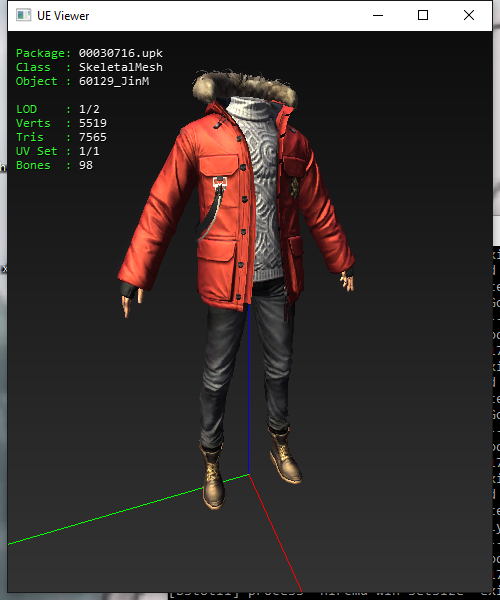 UE Viewer
Package: 00030716.upk
Class : SkeletalMesh
Object : 60129_JinM
LOD : 1/2
Verts : 5519
Tris : 7565
UV Set : 1/1
Bones : 98